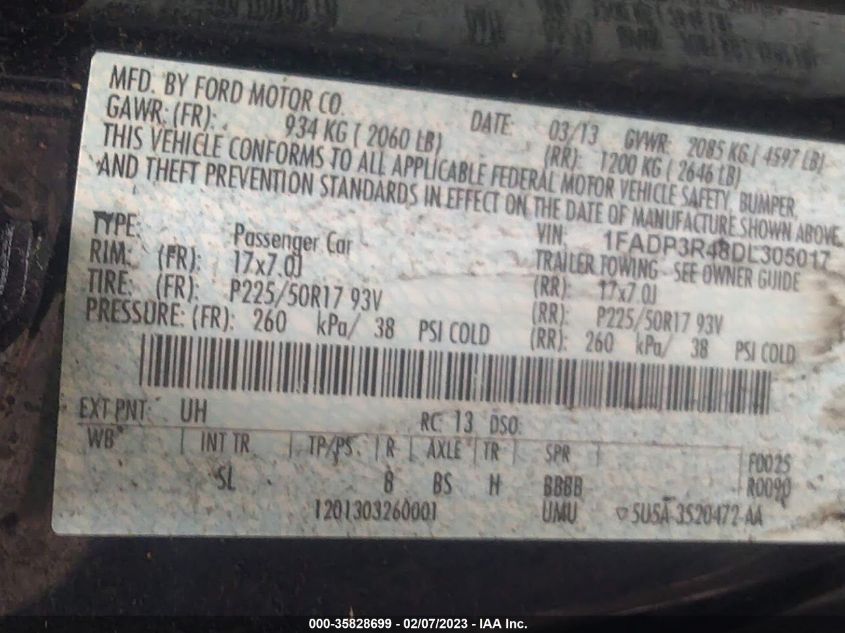 MFD. BY FORD MOTOR CO.
DATE: 03/13 GVWR: 2085 KG ( 4597 LB)
GAWR: (FR): 934 KG ( 2060 LB) (RR): 1200 KG ( 2646 LB)
THIS VEHICLE CONFORMS TO ALL APPLICABLE FEDERAL MOTOR VEHICLE SAFETY, BUMPER,
AND THEFT PREVENTION STANDARDS IN EFFECT ON THE DATE OF MANUFACTURE SHOWN ABOVE.
VIN: 1FADP3R48DL305017
TYPE: Passenger Car TRAILER TOWING - SEE OWNER GUIDE
RIM: (FR): 17x7.0J (RR): 17x7.0J
TIRE: (FR): P225/50R17 93V (RR): P225/50R17 93V
PRESSURE: (FR): 260 kPa/ 38 PSI COLD (RR): 260 kPa/ 38 PSI COLD
EXT PNT: UH RC: 13 DSO:
WB INT TR TP/PS R AXLE TR SPR F0025
SL 8 BS H BBBB R0090
1201303260001 UMU 5U5A-3520472-AA
000-35828699 - 02/07/2023 - IAA Inc.